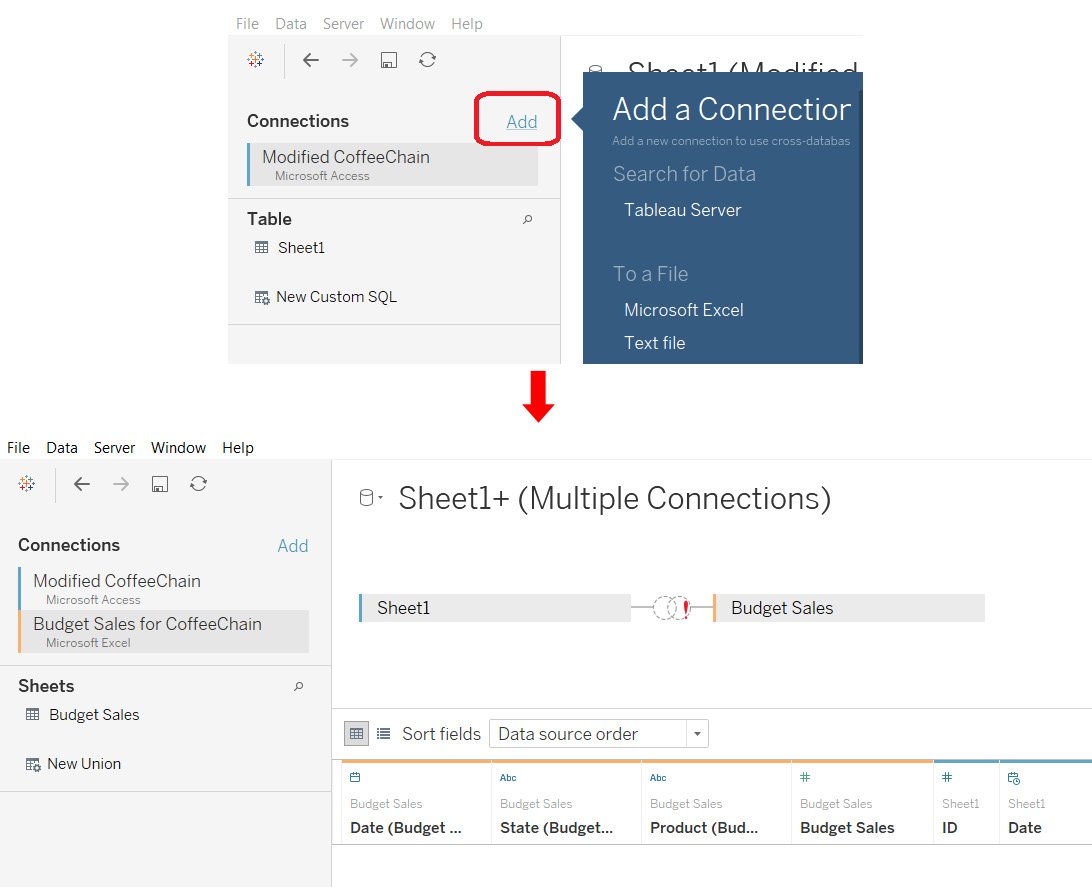 File Data Server Window Help
Sheet1 (Modified
Connections Add
Modified CoffeeChain
Microsoft Access
Table
Sheet1
New Custom SQL
Add a Connection
Add a new connection to use cross-databas
Search for Data
Tableau Server
To a File
Microsoft Excel
Text file
File Data Server Window Help
Connections Add
Modified CoffeeChain
Microsoft Access
Budget Sales for CoffeeChain
Microsoft Excel
Sheets
Budget Sales
New Union
Sheet1+ (Multiple Connections)
Sheet1 Budget Sales
Sort fields Data source order
Abc Abc # #
Budget Sales Budget Sales Budget Sales Budget Sales Sheet1 Sheet1
Date (Budget ... State (Budget... Product (Bud... Budget Sales ID Date